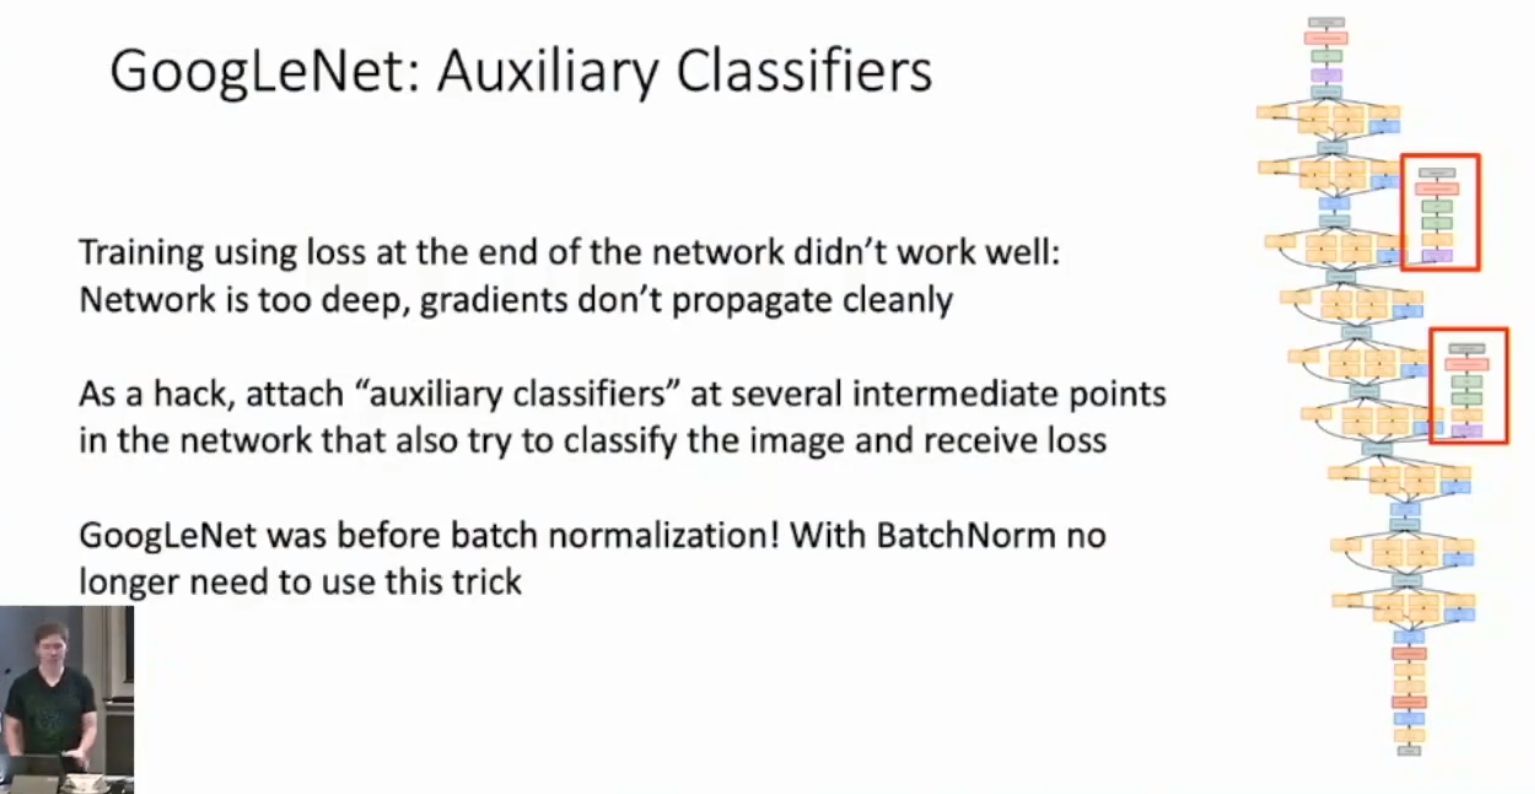 GoogLeNet: Auxiliary Classifiers
Training using loss at the end of the network didn’t work well:
Network is too deep, gradients don’t propagate cleanly
As a hack, attach “auxiliary classifiers” at several intermediate points
in the network that also try to classify the image and receive loss
GoogLeNet was before batch normalization! With BatchNorm no
longer need to use this trick